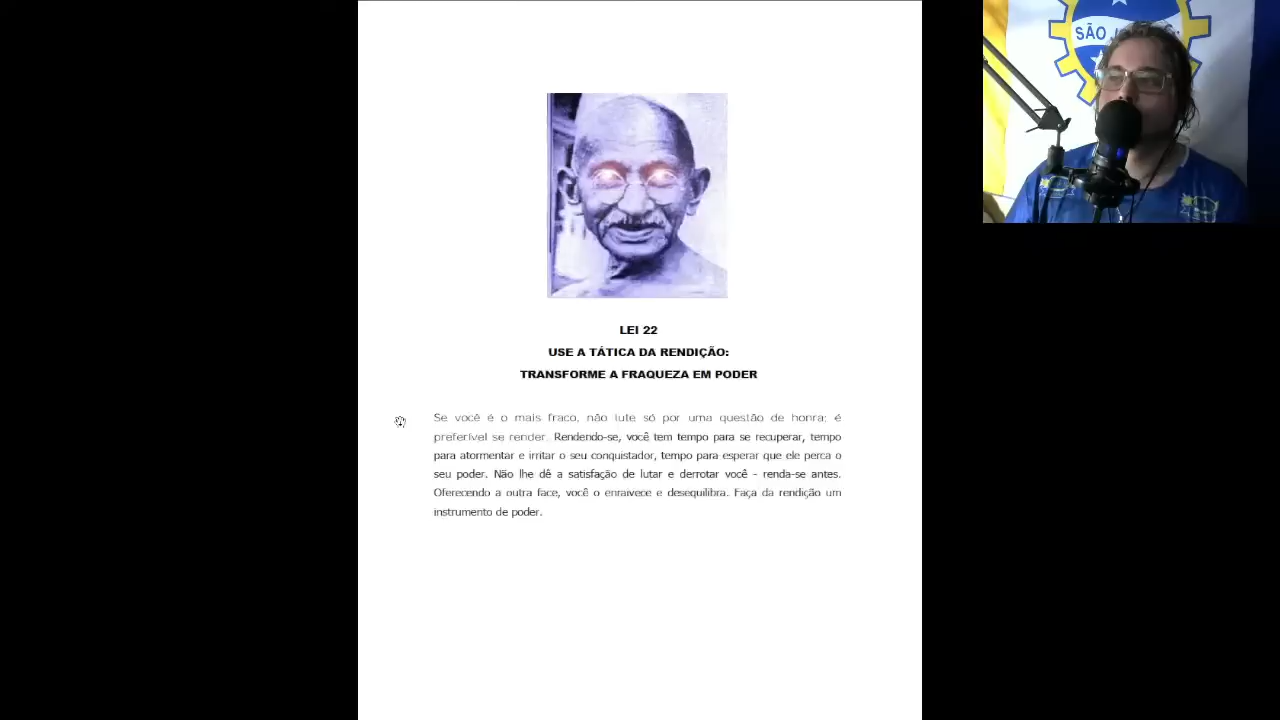 SÃO J
LEI 22
USE A TÁTICA DA RENDIÇÃO:
TRANSFORME A FRAQUEZA EM PODER
Se você é o mais fraco, não lute só por uma questão de honra; é
preferível se render. Rendendo-se, você tem tempo para se recuperar, tempo
para atormentar e irritar o seu conquistador, tempo para esperar que ele perca o
seu poder. Não lhe dê a satisfação de lutar e derrotar você - renda-se antes.
Oferecendo a outra face, você o enraivece e desequilibra. Faça da rendição um
instrumento de poder.